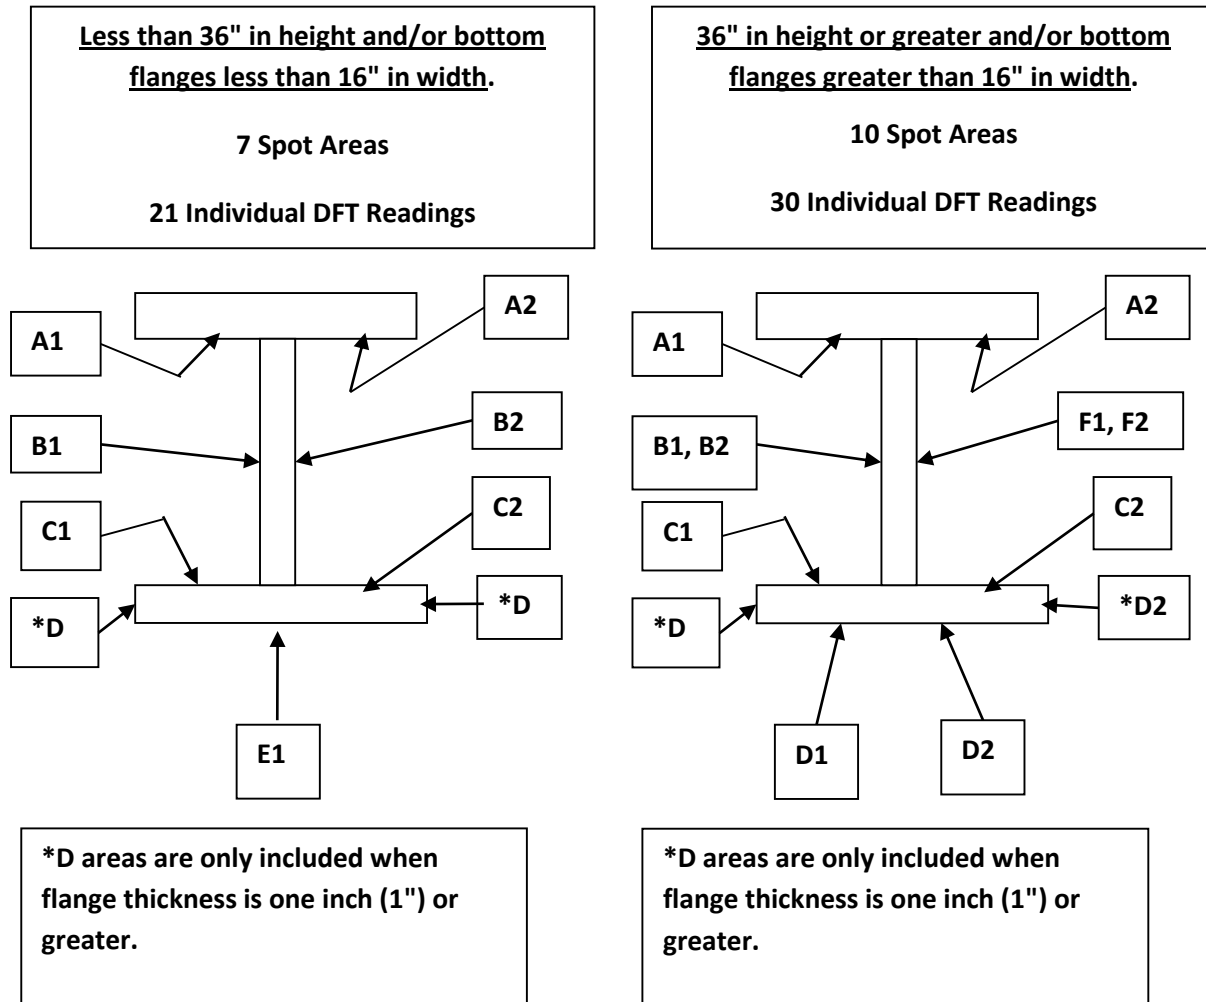 Less than 36" in height and/or bottom
flanges less than 16" in width.
7 Spot Areas
21 Individual DFT Readings
A1
A2
B1
B2
C1
C2
*D
*D
E1
*D areas are only included when
flange thickness is one inch (1") or
greater.
36" in height or greater and/or bottom
flanges greater than 16" in width.
10 Spot Areas
30 Individual DFT Readings
A1
A2
B1, B2
F1, F2
C1
C2
*D
*D2
D1
D2
*D areas are only included when
flange thickness is one inch (1") or
greater.